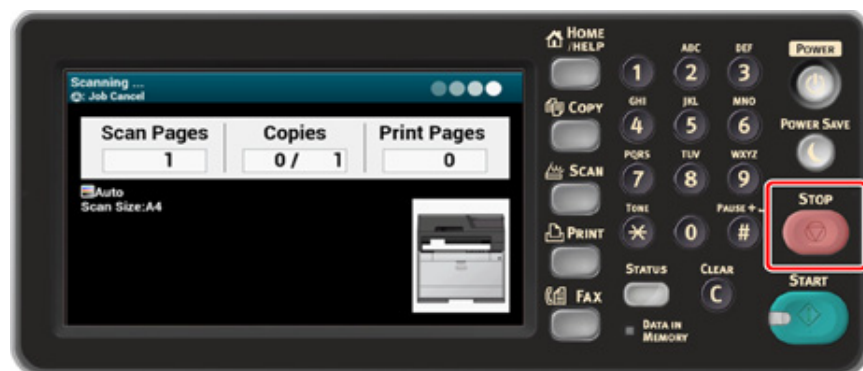 Scanning ...
: Job Cancel
Scan Pages
Copies
Print Pages
1
0 / 1
0
Auto
Scan Size:A4
HOME
/HELP
COPY
SCAN
PRINT
FAX
1
ABC
2
DEF
3
GHI
4
JKL
5
MNO
6
PQRS
7
TUV
8
WXYZ
9
TONE
*
0
PAUSE + -
#
STATUS
CLEAR
C
DATA IN
MEMORY
POWER
POWER SAVE
STOP
START